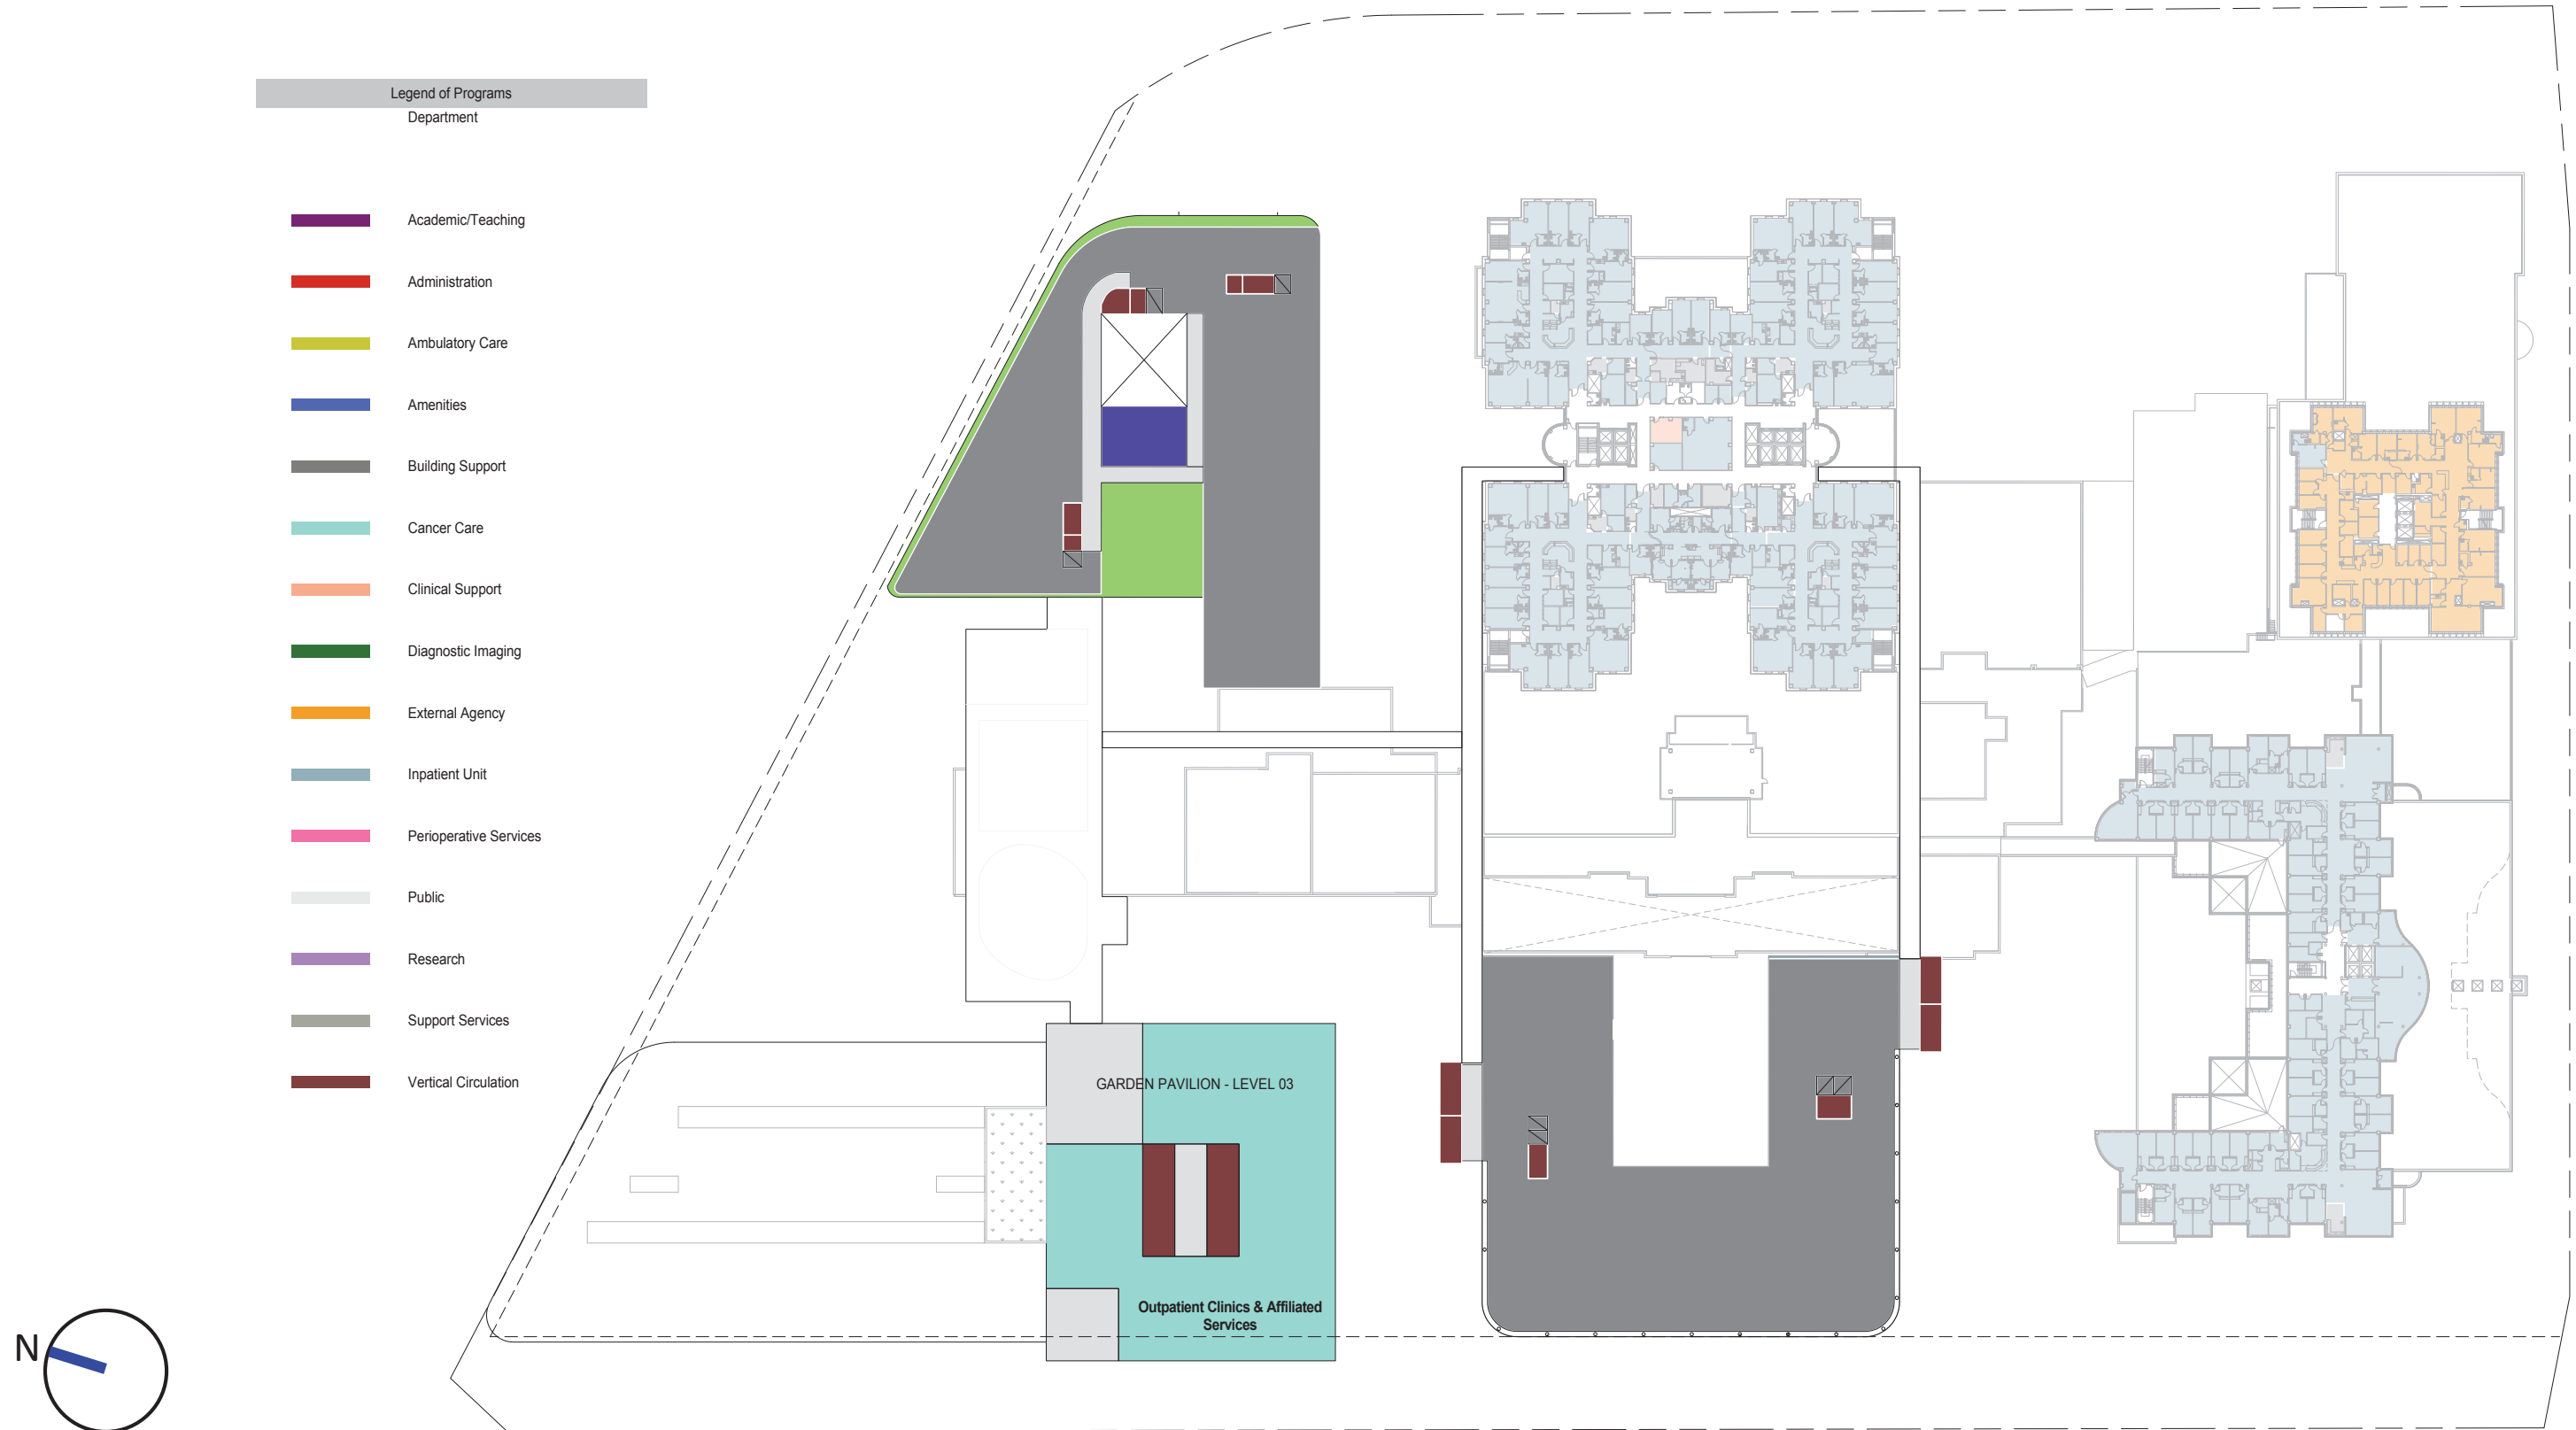 Legend of Programs
Department
Academic/Teaching
Administration
Ambulatory Care
Amenities
Building Support
Cancer Care
Clinical Support
Diagnostic Imaging
External Agency
Inpatient Unit
Perioperative Services
Public
Research
Support Services
Vertical Circulation
GARDEN PAVILION - LEVEL 03
Outpatient Clinics & Affiliated
Services
N